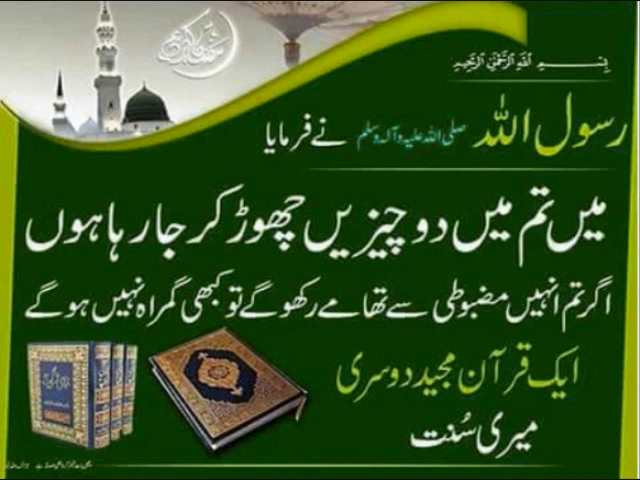 بِسْمِ اللهِ الرَّحْمٰنِ الرَّحِيْمِ
رسول اللہ صلی اللہ علیہ وآلہ وسلم نے فرمایا
میں تم میں دو چیزیں چھوڑ کر جا رہا ہوں
اگر تم انہیں مضبوطی سے تھامے رکھو گے تو کبھی گمراہ نہیں ہو گے
ایک قرآن مجید دوسری
میری سُنت